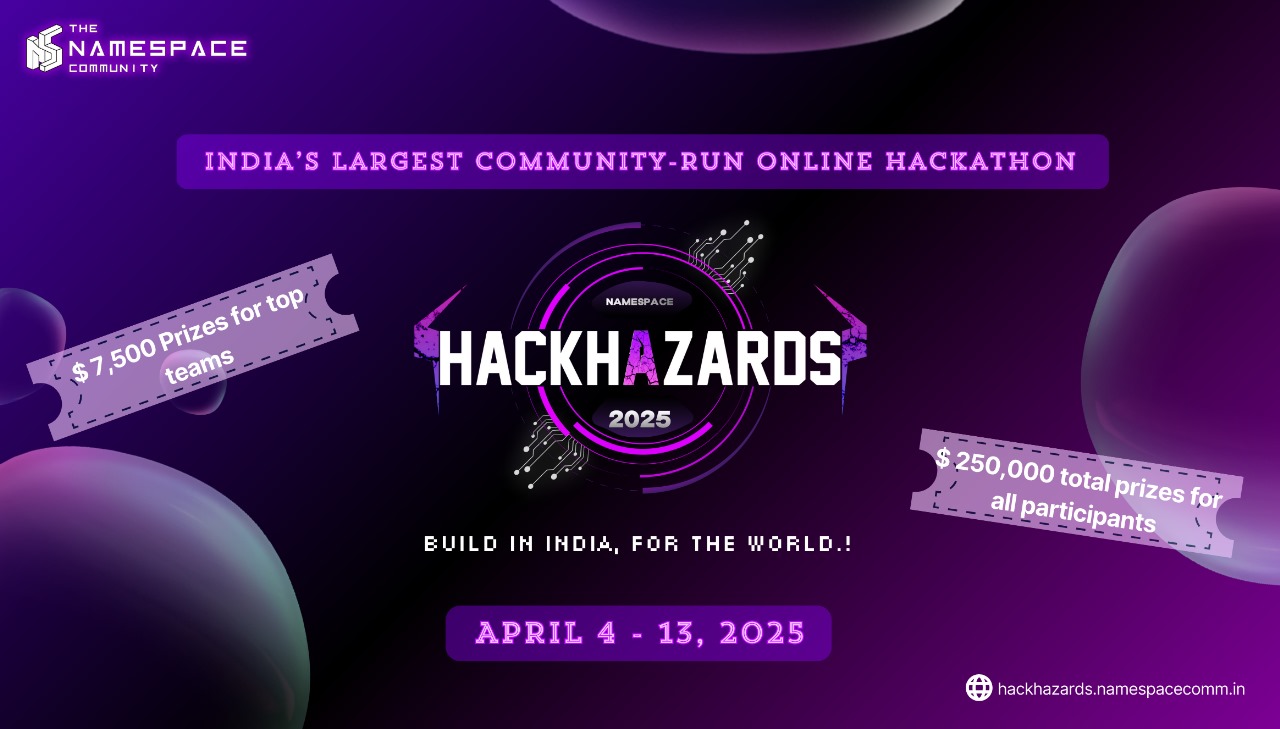 THE
NAMESPACE
COMMUNITY
INDIA'S LARGEST COMMUNITY-RUN ONLINE HACKATHON
$7,500 Prizes for top
teams
NAMESPACE
HACKHAZARDS
2025
$250,000 total prizes for
all participants
BUILD IN INDIA, FOR THE WORLD.!
APRIL 4 - 13, 2025
hackhazards.namespacecomm.in